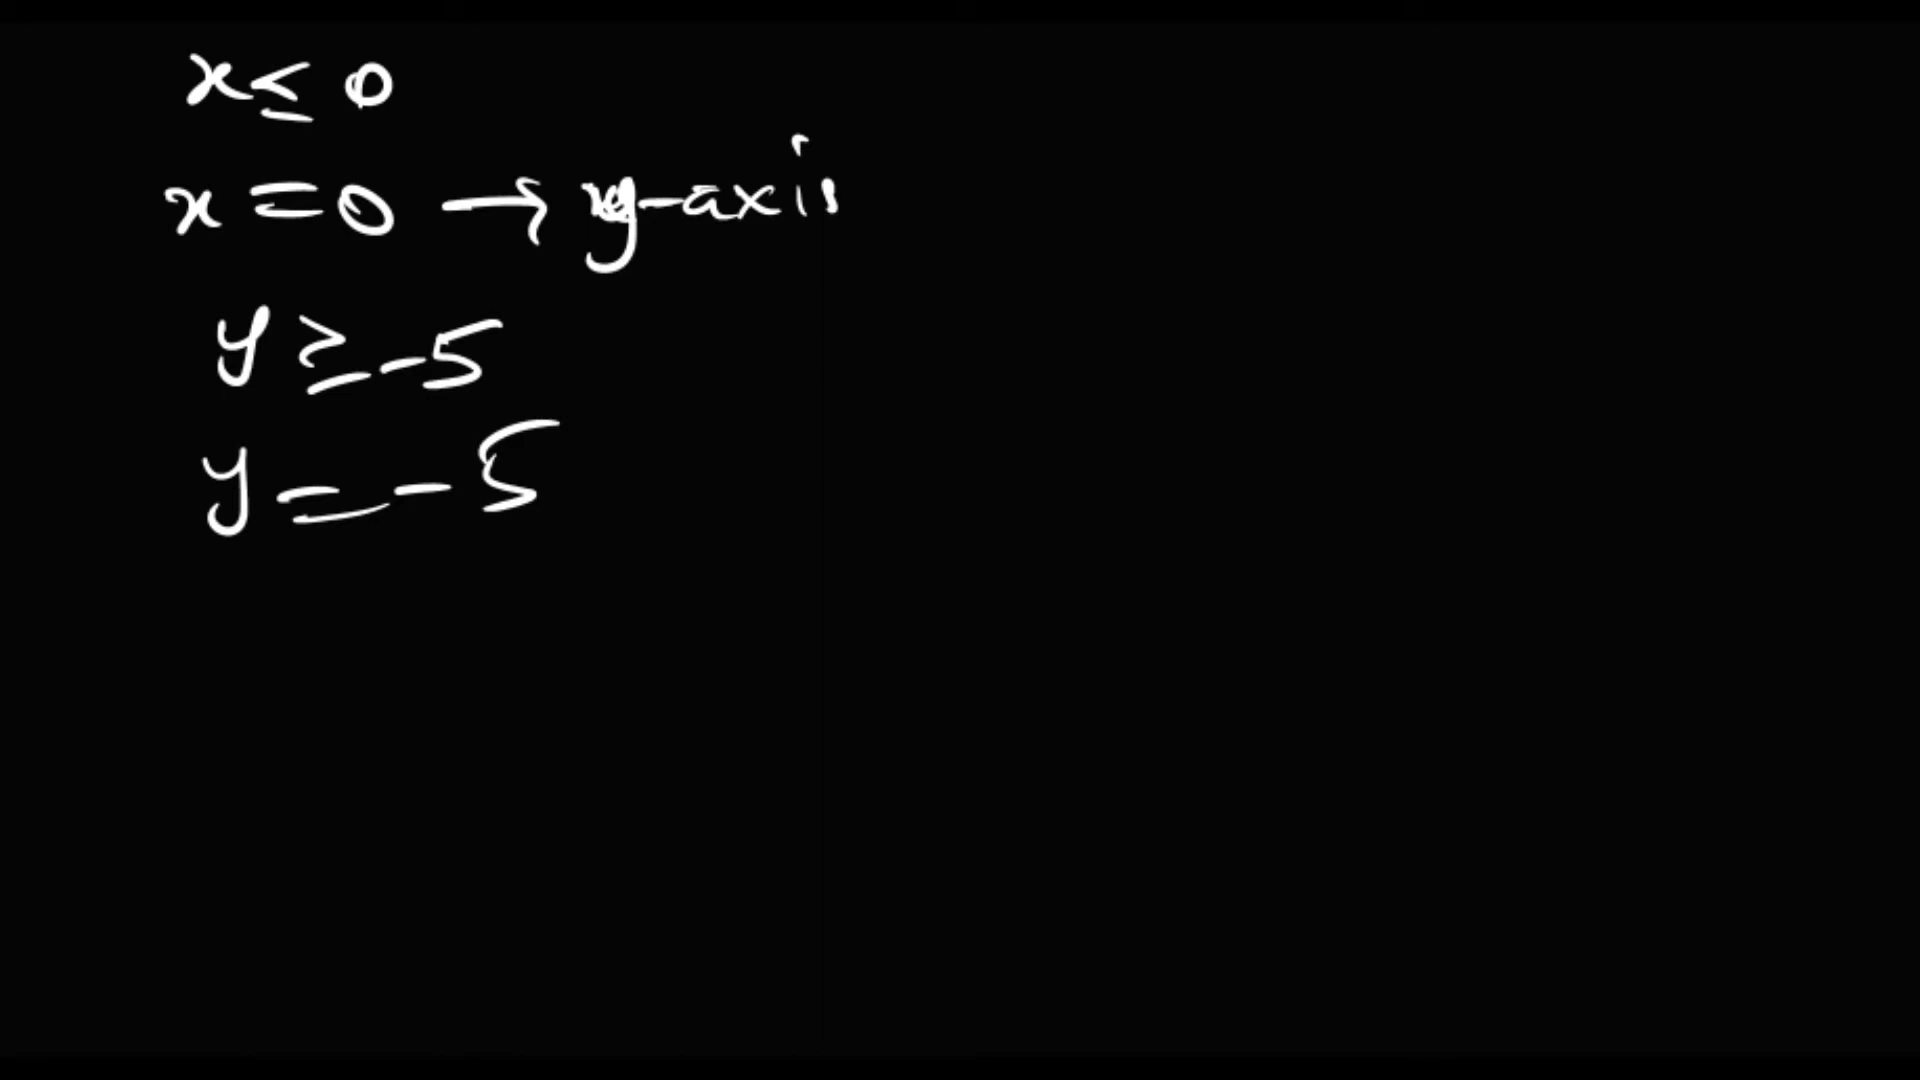 x ≤ 0
x = 0 → y-axis
y ≥ -5
y = -5